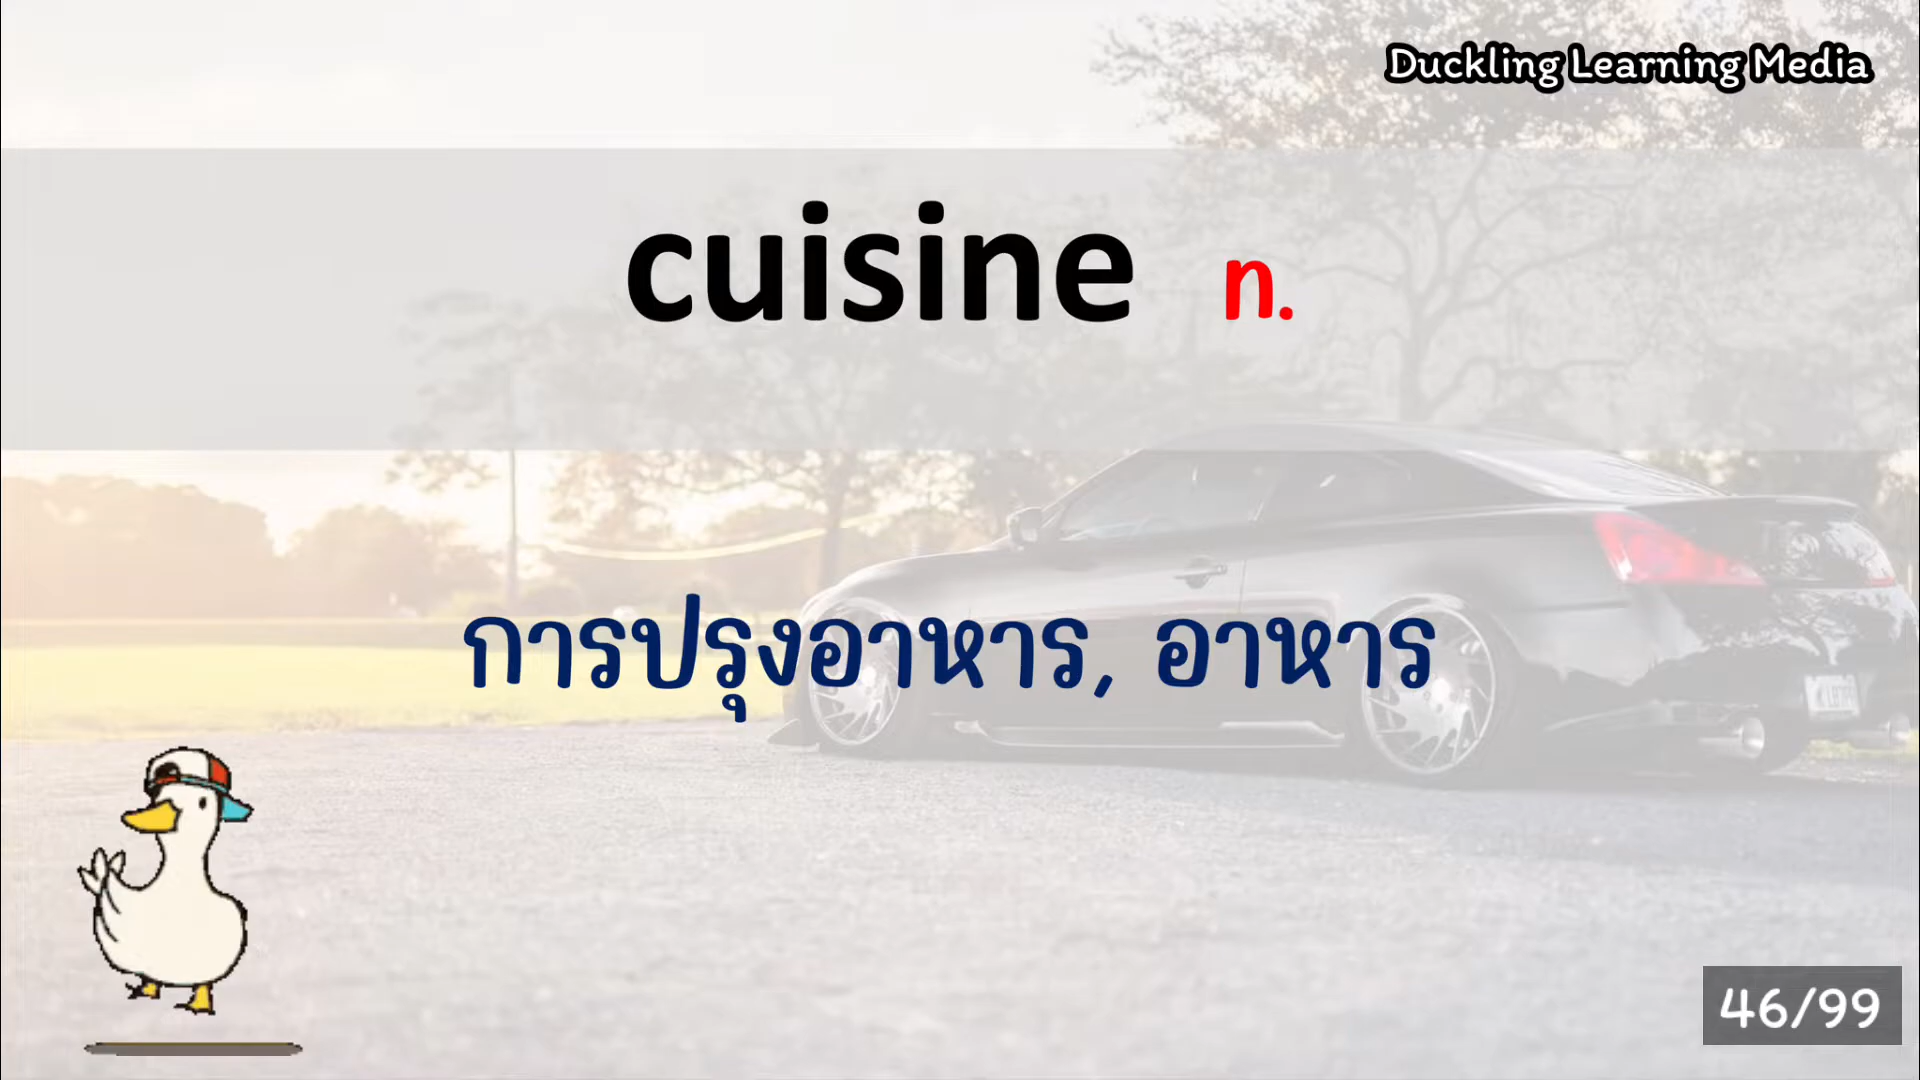 Duckling Learning Media
cuisine n.
การปรุงอาหาร, อาหาร
46/99